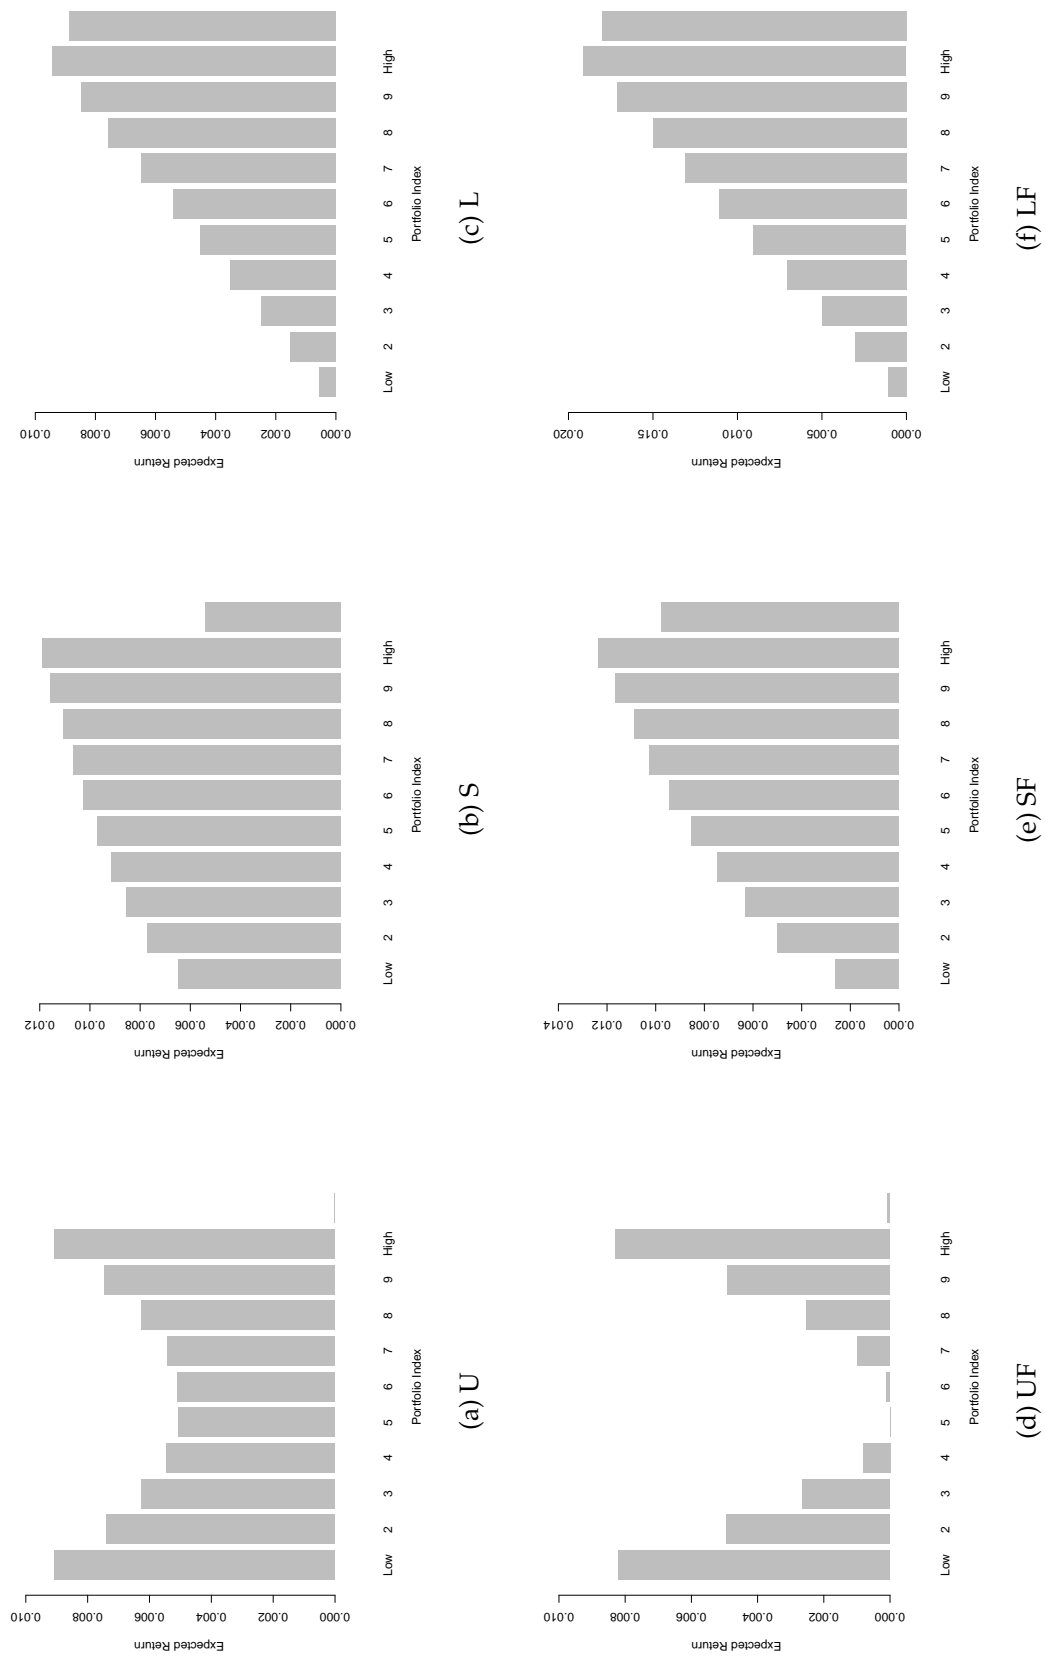 Expected Return
0.000 0.002 0.004 0.006 0.008 0.010
Low 2 3 4 5 6 7 8 9 High
Portfolio Index
(a) U
Expected Return
0.000 0.002 0.004 0.006 0.008 0.010 0.012
Low 2 3 4 5 6 7 8 9 High
Portfolio Index
(b) S
Expected Return
0.000 0.002 0.004 0.006 0.008 0.010
Low 2 3 4 5 6 7 8 9 High
Portfolio Index
(c) L
Expected Return
0.000 0.002 0.004 0.006 0.008 0.010
Low 2 3 4 5 6 7 8 9 High
Portfolio Index
(d) UF
Expected Return
0.000 0.002 0.004 0.006 0.008 0.010 0.012 0.014
Low 2 3 4 5 6 7 8 9 High
Portfolio Index
(e) SF
Expected Return
0.000 0.005 0.010 0.015 0.020
Low 2 3 4 5 6 7 8 9 High
Portfolio Index
(f) LF